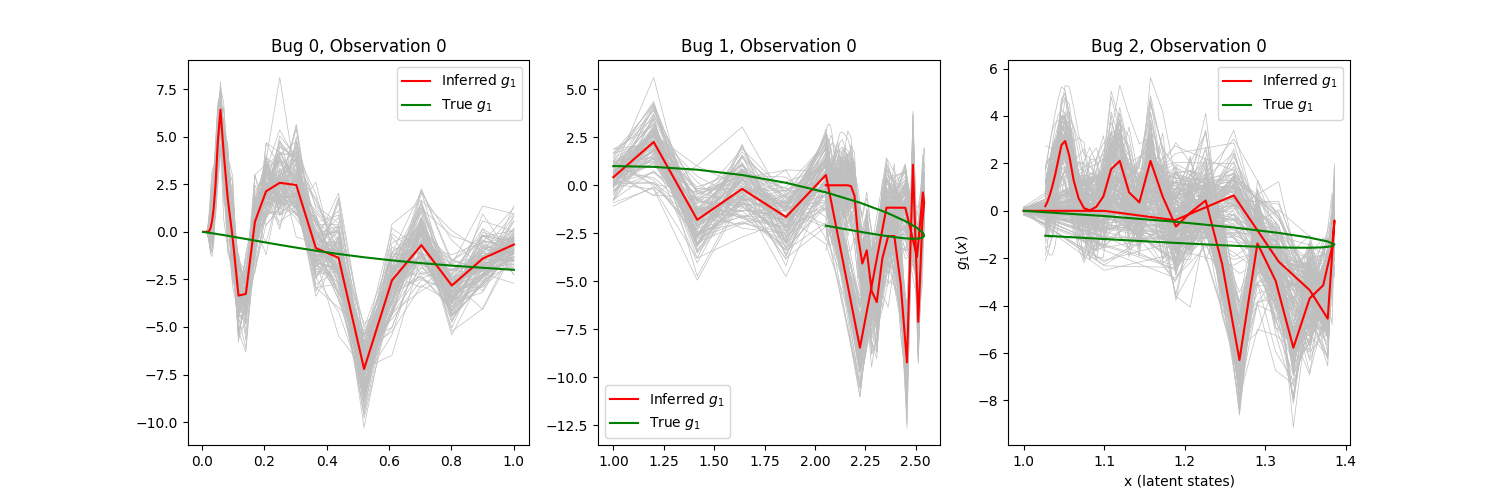 Bug 0, Observation 0
Inferred g₁
True g₁
7.5
5.0
2.5
0.0
−2.5
−5.0
−7.5
−10.0
0.0 0.2 0.4 0.6 0.8 1.0
Bug 1, Observation 0
5.0
2.5
0.0
−2.5
−5.0
−7.5
−10.0
−12.5
Inferred g₁
True g₁
1.00 1.25 1.50 1.75 2.00 2.25 2.50
Bug 2, Observation 0
Inferred g₁
True g₁
6
4
2
0
−2
−4
−6
−8
g₁(x)
1.0 1.1 1.2 1.3 1.4
x (latent states)